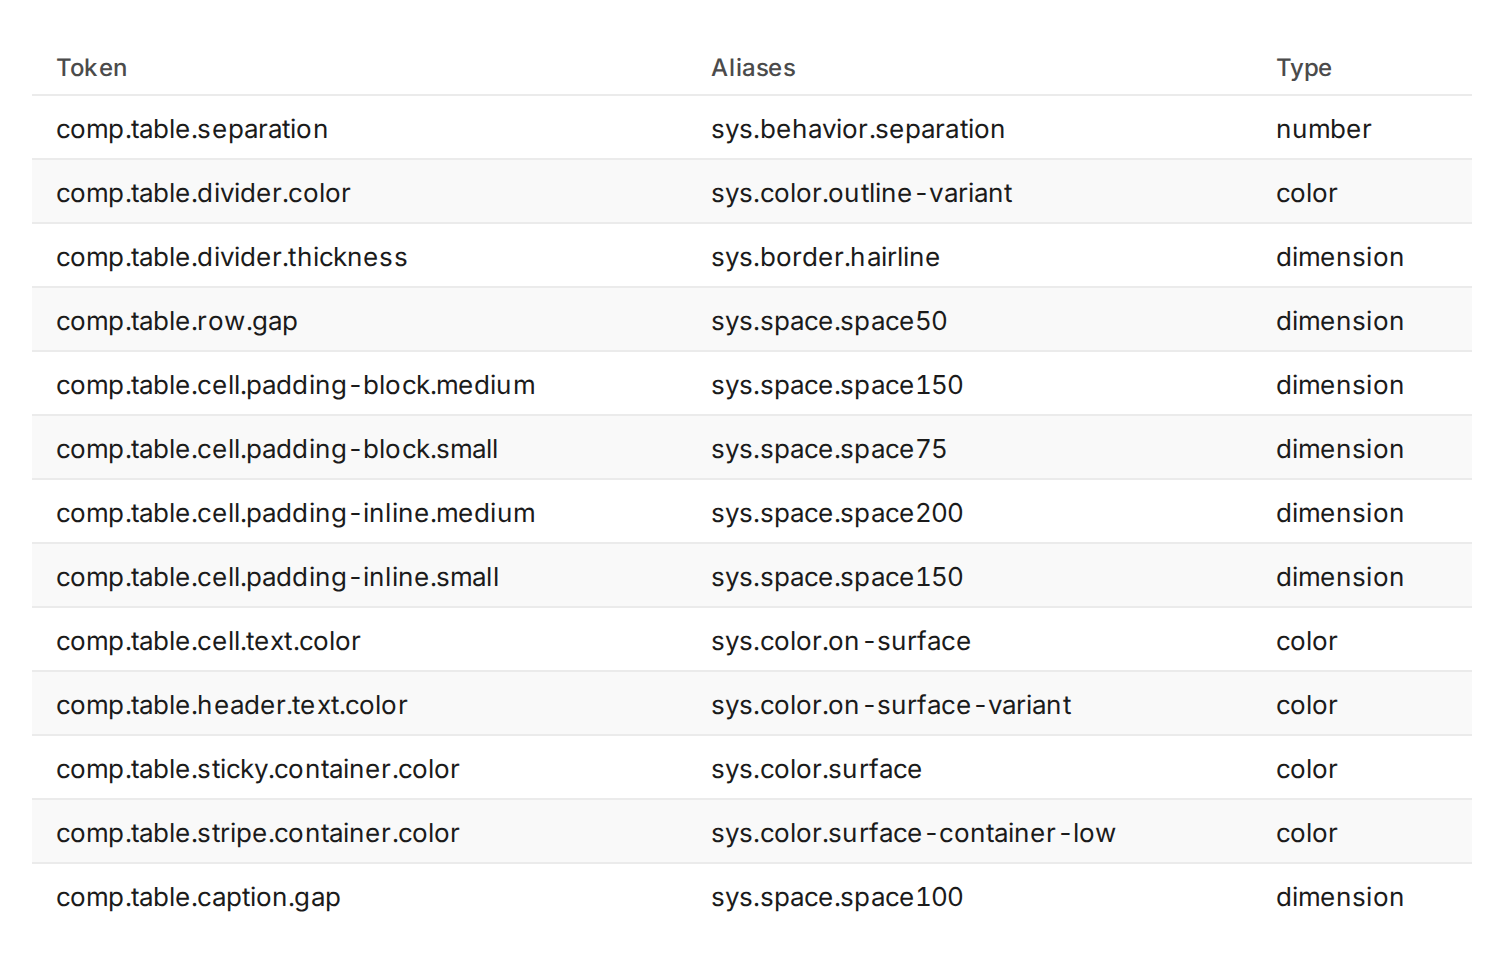 Token Aliases Type
comp.table.separation sys.behavior.separation number
comp.table.divider.color sys.color.outline-variant color
comp.table.divider.thickness sys.border.hairline dimension
comp.table.row.gap sys.space.space50 dimension
comp.table.cell.padding-block.medium sys.space.space150 dimension
comp.table.cell.padding-block.small sys.space.space75 dimension
comp.table.cell.padding-inline.medium sys.space.space200 dimension
comp.table.cell.padding-inline.small sys.space.space150 dimension
comp.table.cell.text.color sys.color.on-surface color
comp.table.header.text.color sys.color.on-surface-variant color
comp.table.sticky.container.color sys.color.surface color
comp.table.stripe.container.color sys.color.surface-container-low color
comp.table.caption.gap sys.space.space100 dimension